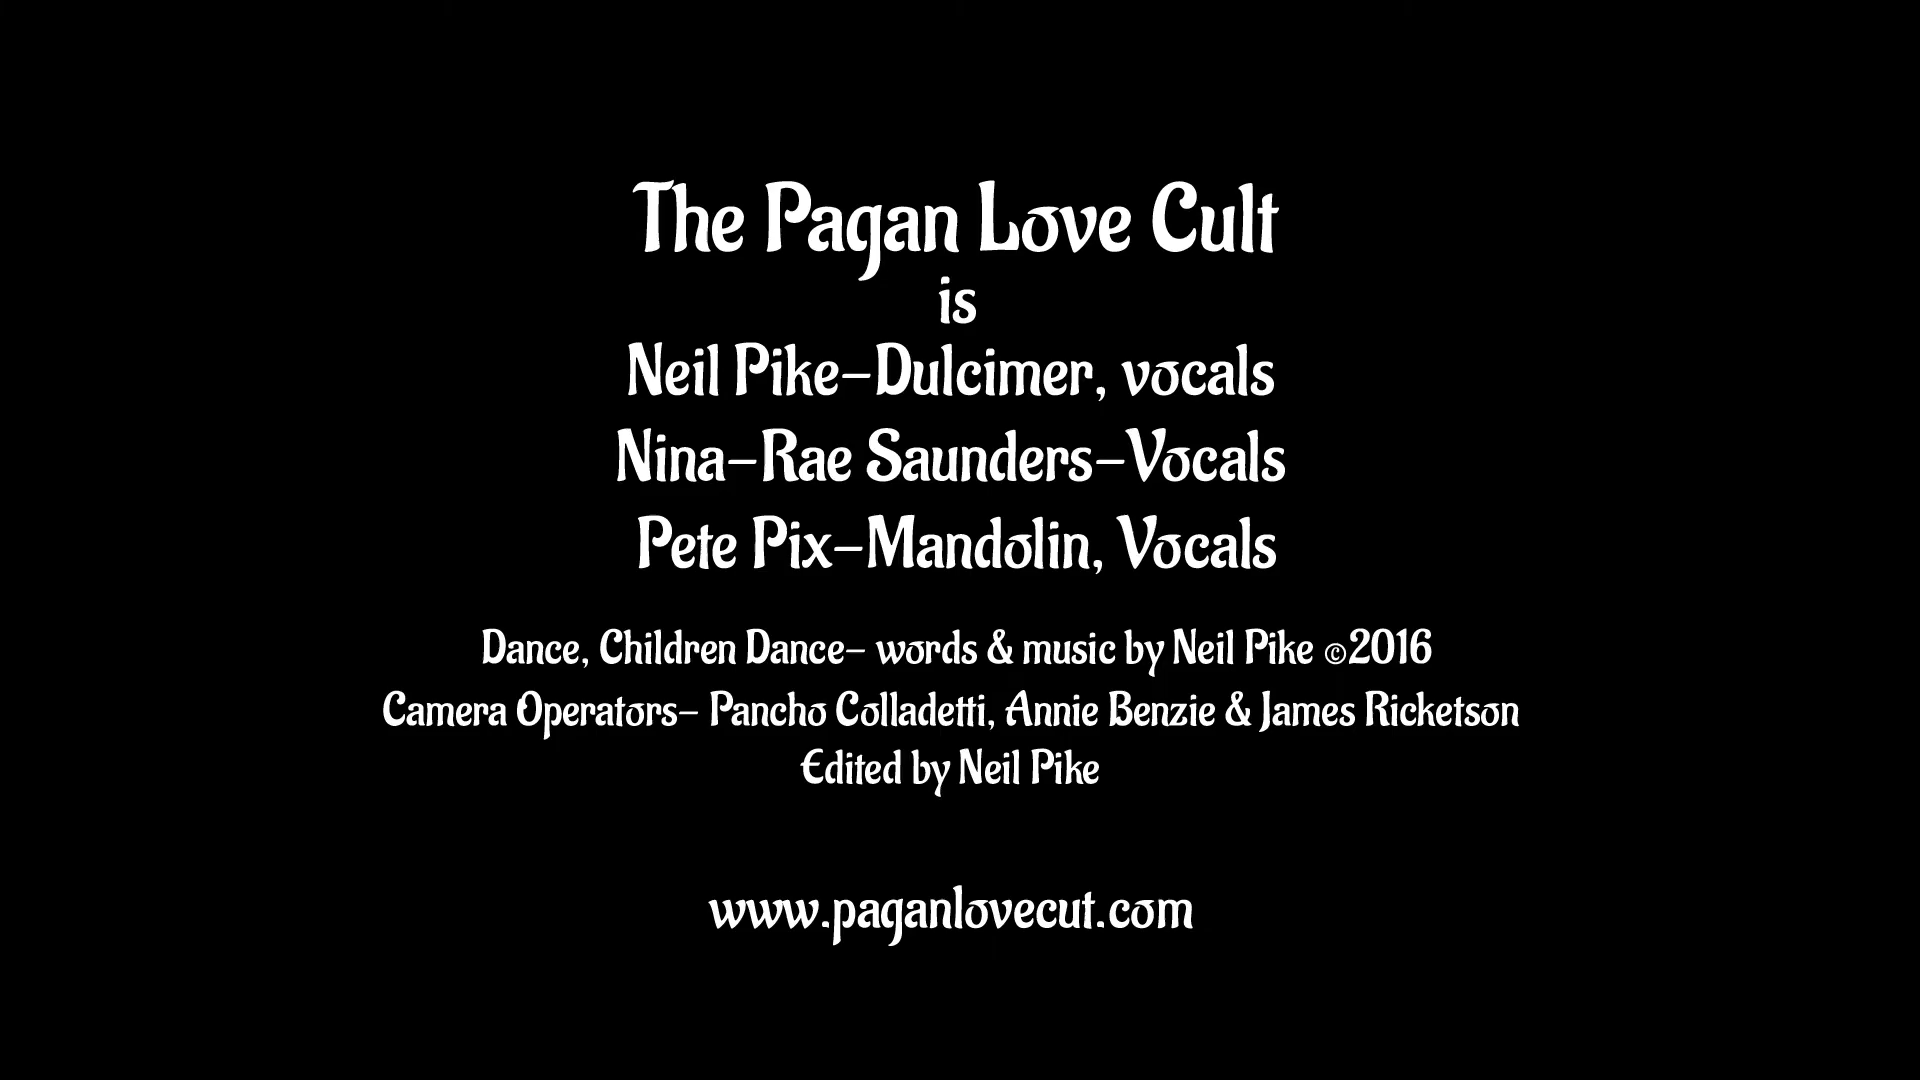 The Pagan Love Cult
is
Neil Pike-Dulcimer, vocals
Nina-Rae Saunders-Vocals
Pete Pix-Mandolin, Vocals
Dance, Children Dance- words & music by Neil Pike ©2016
Camera Operators- Pancho Colladetti, Annie Benzie & James Ricketson
Edited by Neil Pike
www.paganlovecut.com